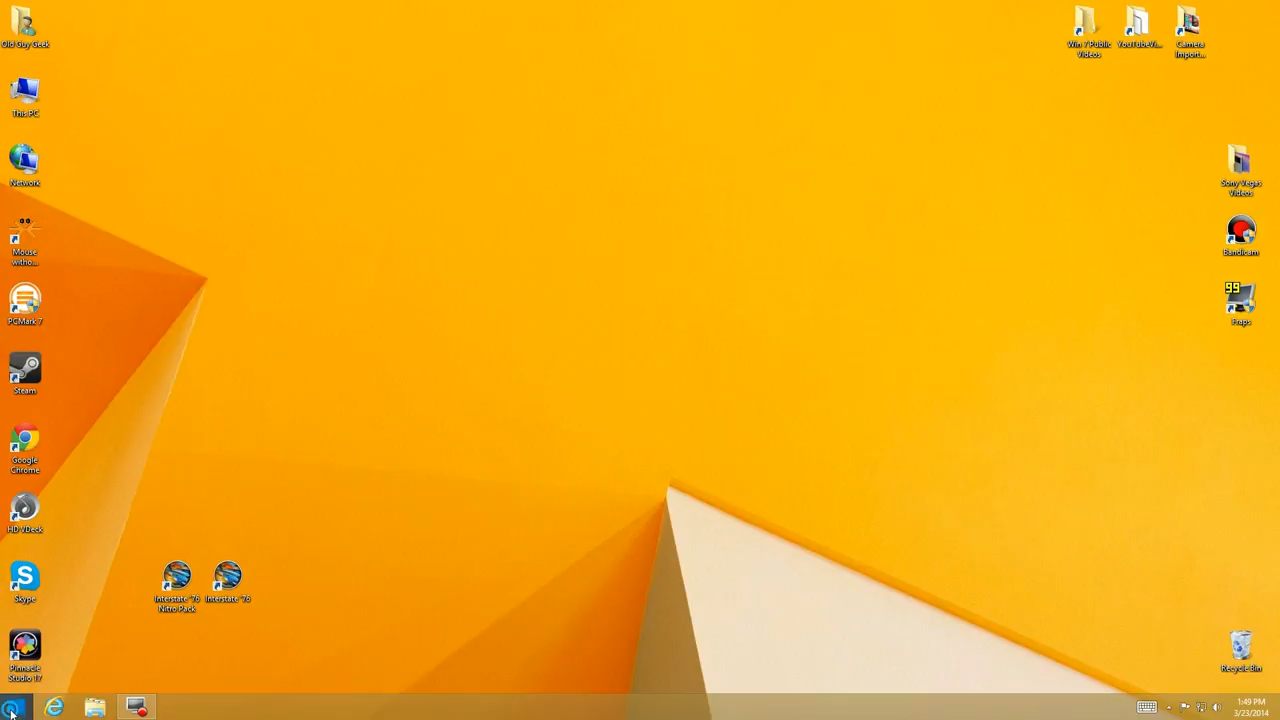 Old Guy Geek
This PC
Network
Mouse
witho...
PCMark 7
Steam
Google
Chrome
HD VDeck
Skype
Pinnacle
Studio 17
Interstate '76
Nitro Pack
Interstate '76
Win 7 Public
Videos
YouTubeVi...
Camera
Import...
Sony Vegas
Videos
Bandicam
99
Fraps
Recycle Bin
1:49 PM
3/23/2014